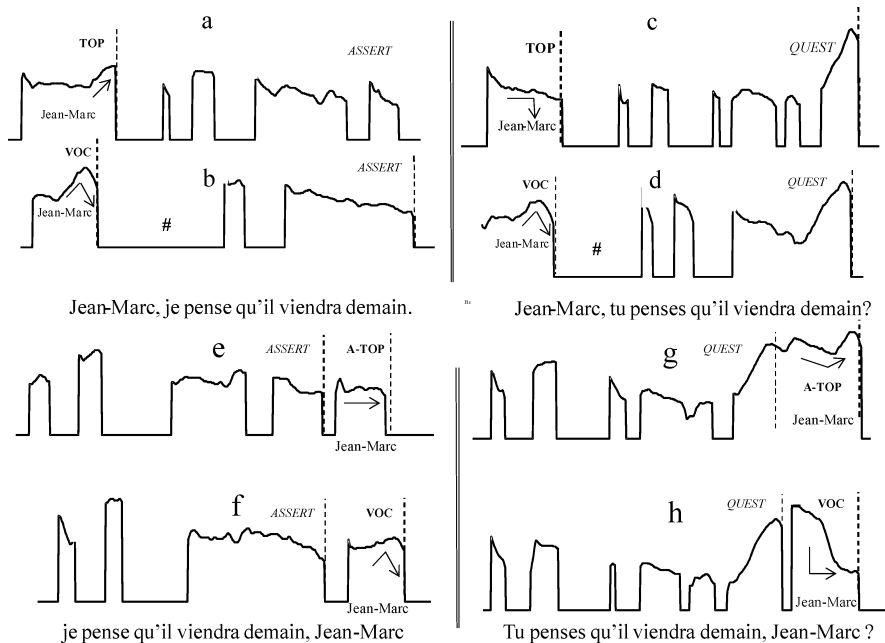 a
TOP
ASSERT
Jean-Marc
VOC
b
ASSERT
Jean-Marc
#
Jean-Marc, je pense qu'il viendra demain.
c
TOP
QUEST
Jean-Marc
d
VOC
QUEST
Jean-Marc
#
Jean-Marc, tu penses qu'il viendra demain?
e
ASSERT
A-TOP
Jean-Marc
f
ASSERT
VOC
Jean-Marc
je pense qu'il viendra demain, Jean-Marc
g
QUEST
A-TOP
Jean-Marc
h
QUEST
VOC
Jean-Marc
Tu penses qu'il viendra demain, Jean-Marc ?